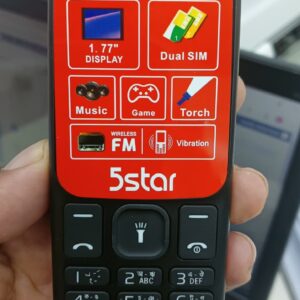 1. 77"
DISPLAY
Dual SIM
Music
Game
Torch
WIRELESS
FM
Vibration
5star
1
2 ABC
3 DEF